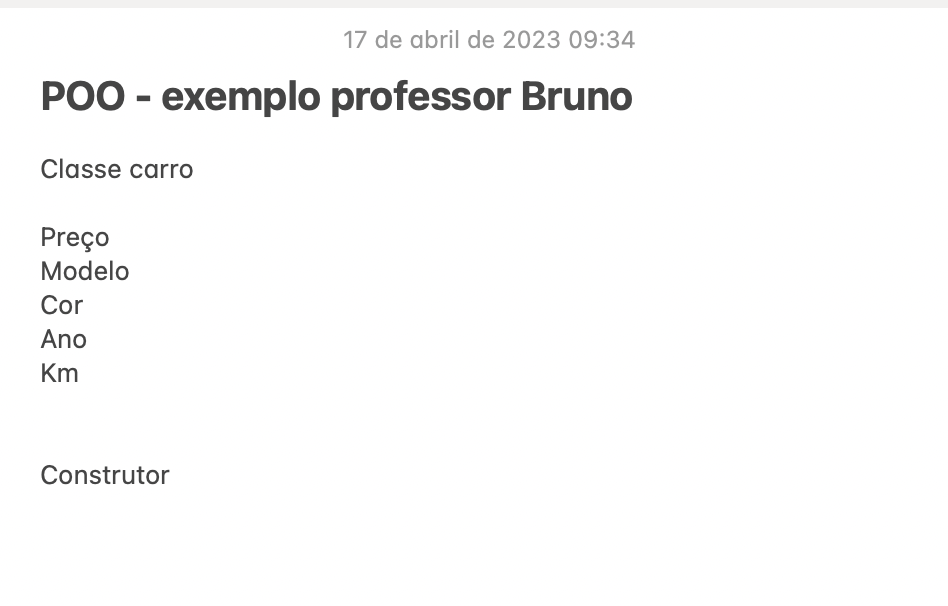 17 de abril de 2023 09:34
POO - exemplo professor Bruno
Classe carro
Preço
Modelo
Cor
Ano
Km
Construtor